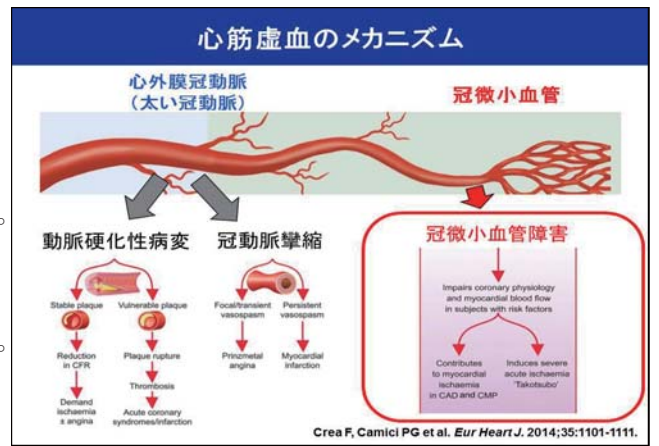 心筋虚血のメカニズム
心外膜冠動脈
(太い冠動脈)
冠微小血管
動脈硬化性病変
Stable plaque
Vulnerable plaque
Reduction
in CFR
Plaque rupture
Demand
ischaemia
± angina
Thrombosis
Acute coronary
syndromes/infarction
冠動脈攣縮
Focal/transient
vasospasm
Persistent
vasospasm
Prinzmetal
angina
Myocardial
infarction
冠微小血管障害
Impairs coronary physiology
and myocardial blood flow
in subjects with risk factors
Contributes
to myocardial
ischaemia
in CAD and CMP
Induces severe
acute ischaemia
'Takotsubo'
Crea F, Camici PG et al. Eur Heart J. 2014;35:1101-1111.